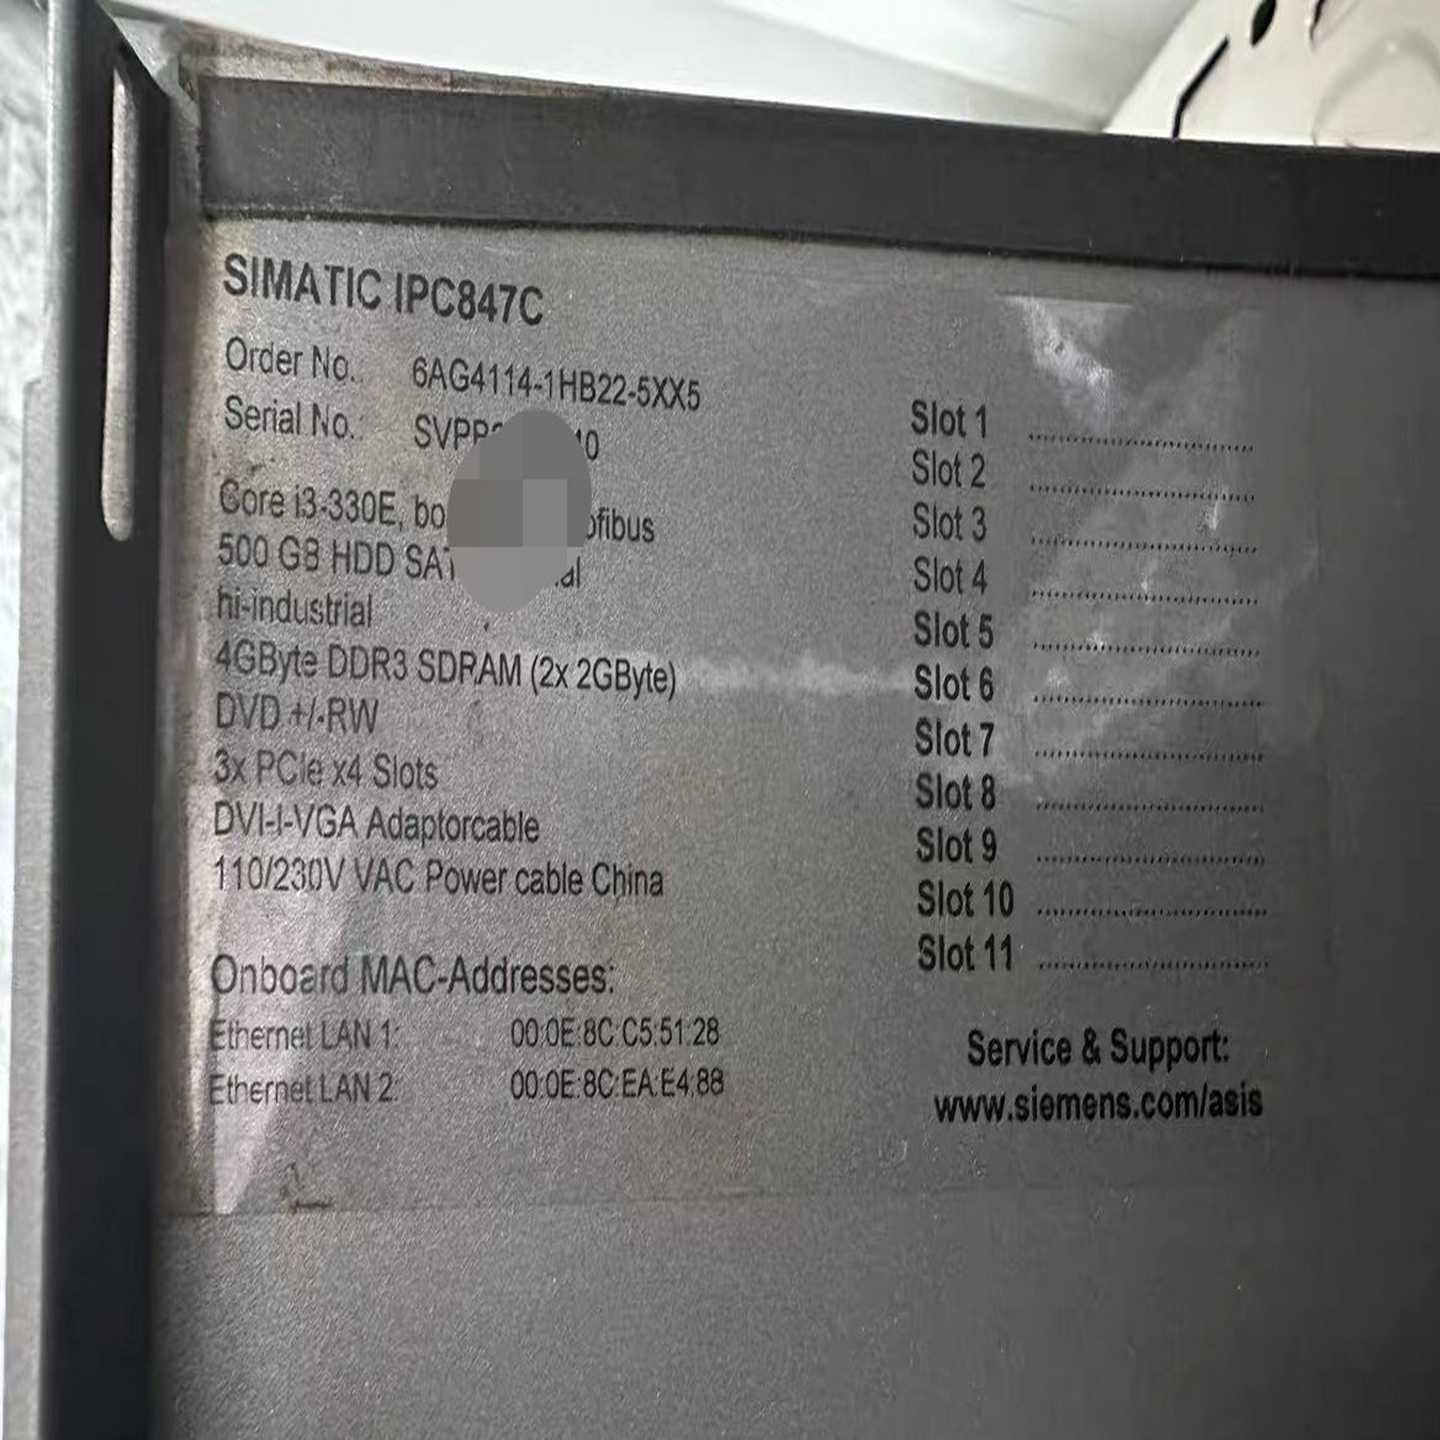 SIMATIC IPC847C
Order No.: 6AG4114-1HB22-5XX5
Serial No.:
Core i3-330E,
500 GB HDD
hi-industrial
4GByte DDR3 SDRAM (2x 2GByte)
DVD +/-RW
3x PCIe x4 Slots
DVI-I-VGA Adaptorcable
110/230V VAC Power cable China
Onboard MAC-Addresses:
Ethernet LAN 1: 00:0E:8C:C5:51:28
Ethernet LAN 2: 00:0E:8C:EA:E4:88
Slot 1
Slot 2
Slot 3
Slot 4
Slot 5
Slot 6
Slot 7
Slot 8
Slot 9
Slot 10
Slot 11
Service & Support:
www.siemens.com/asis